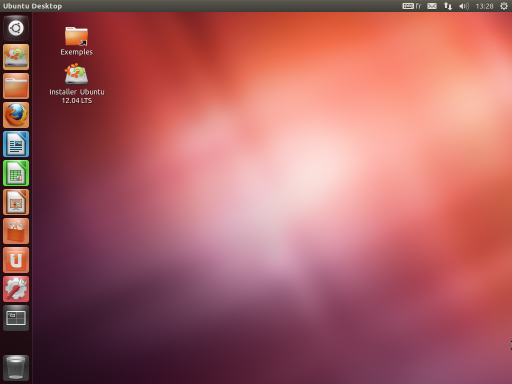 Ubuntu Desktop
fr
13:28
Exemples
Installer Ubuntu
12.04 LTS